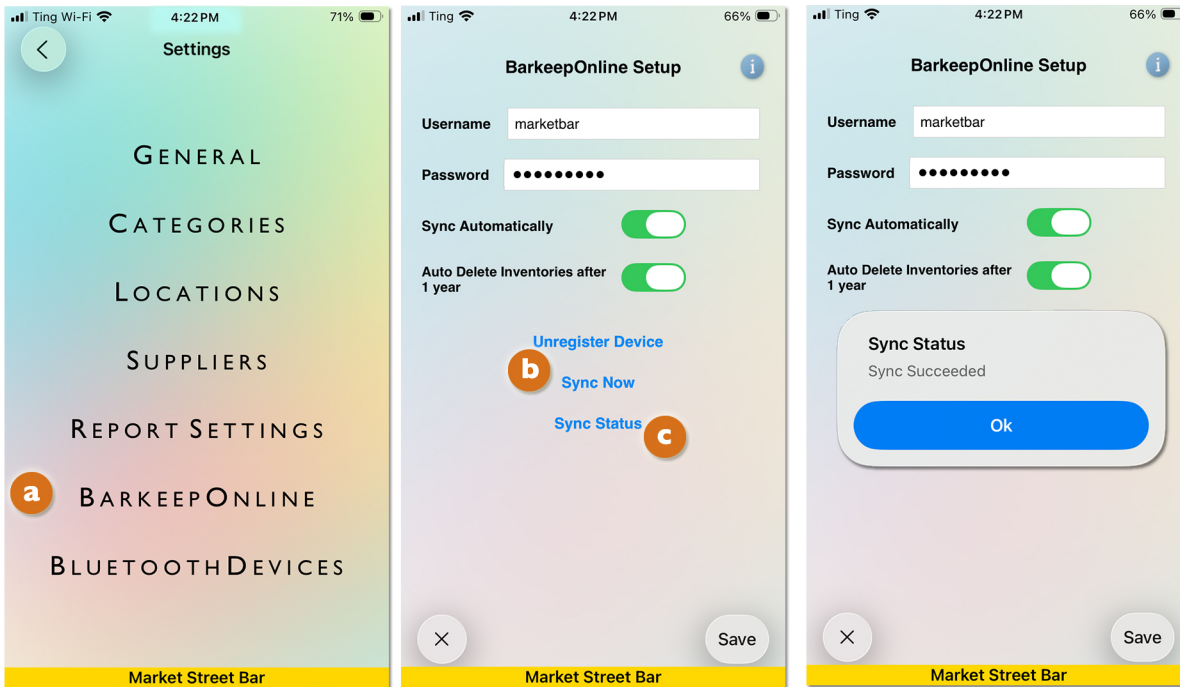 Ting Wi-Fi 4:22 PM 71%
Settings
GENERAL
CATEGORIES
LOCATIONS
SUPPLIERS
REPORT SETTINGS
a
BARKEEPONLINE
BLUETOOTHDEVICES
Market Street Bar
Ting 4:22 PM 66%
BarkeepOnline Setup i
Username marketbar
Password
Sync Automatically
Auto Delete Inventories after
1 year
Unregister Device
b
Sync Now
Sync Status
c
Save
Market Street Bar
Ting 4:22 PM 66%
BarkeepOnline Setup i
Username marketbar
Password
Sync Automatically
Auto Delete Inventories after
1 year
Sync Status
Sync Succeeded
Ok
Save
Market Street Bar